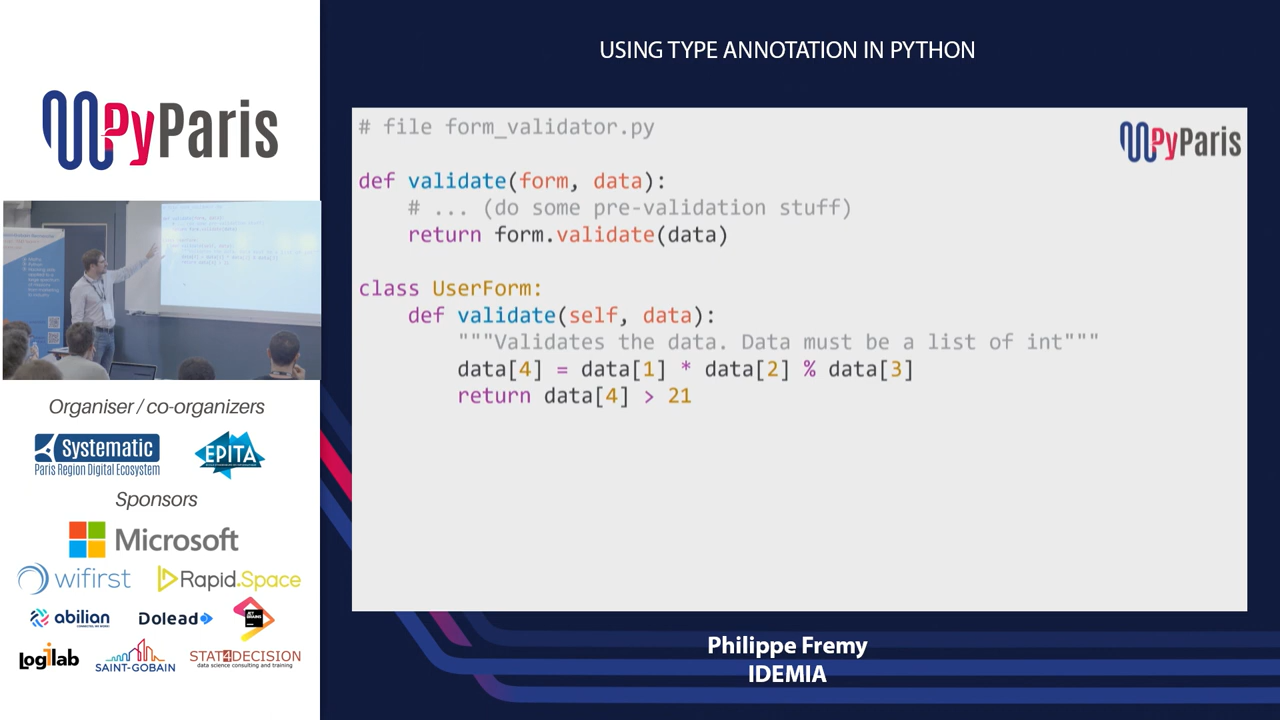 PyParis
Organiser / co-organizers
Systematic
Paris Region Digital Ecosystem
EPITA
Sponsors
Microsoft
wifirst
Rapid.Space
abilian
Dolead
JET
BRAINS
Logilab
SAINT-GOBAIN
STAT4DECISION
data science consulting and training
USING TYPE ANNOTATION IN PYTHON
PyParis
# file form_validator.py
def validate(form, data):
    # ... (do some pre-validation stuff)
    return form.validate(data)
class UserForm:
    def validate(self, data):
        """Validates the data. Data must be a list of int"""
        data[4] = data[1] * data[2] % data[3]
        return data[4] > 21
Philippe Fremy
IDEMIA